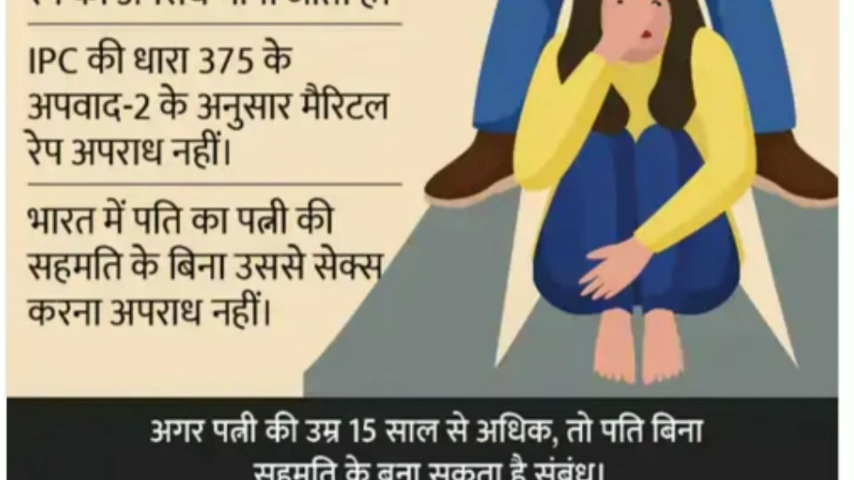 IPC की धारा 375 के
अपवाद-2 के अनुसार मैरिटल
रेप अपराध नहीं।
भारत में पति का पत्नी की
सहमति के बिना उससे सेक्स
करना अपराध नहीं।
अगर पत्नी की उम्र 15 साल से अधिक, तो पति बिना
सहमति के बना सकता है संबंध।